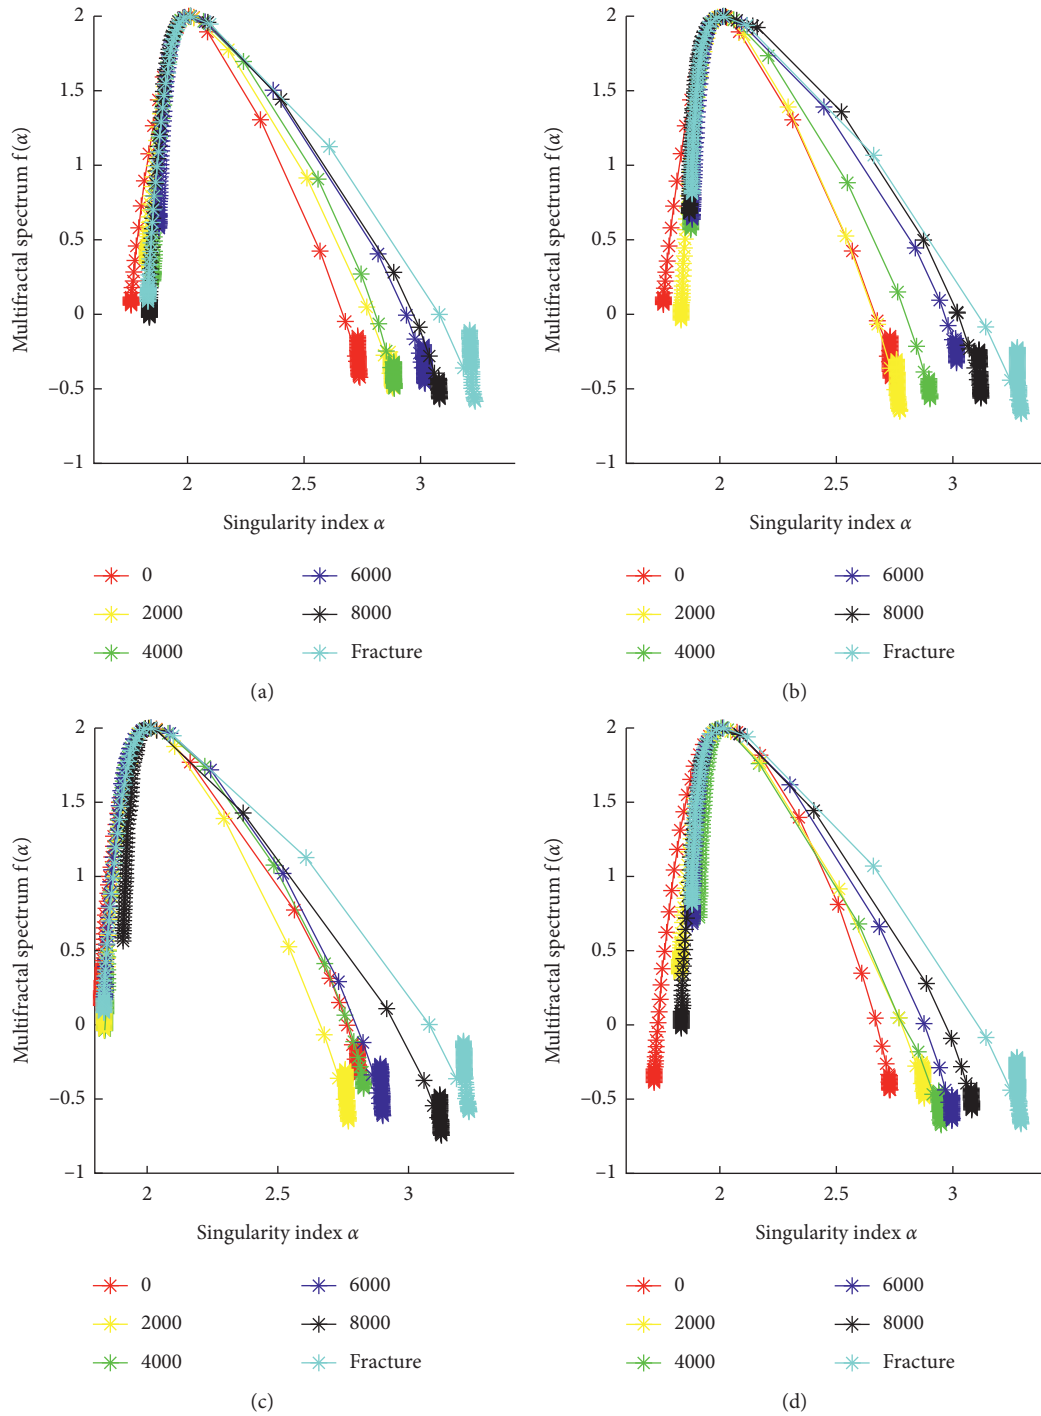 2
2
1.5
1.5
1
1
0.5
0.5
0
0
–0.5
–0.5
–1
–1
Multifractal spectrum f (α)
Multifractal spectrum f (α)
2 2.5 3
2 2.5 3
Singularity index α
Singularity index α
0 6000
2000 8000
4000 Fracture
0 6000
2000 8000
4000 Fracture
(a)
(b)
2
2
1.5
1.5
1
1
0.5
0.5
0
0
–0.5
–0.5
–1
–1
Multifractal spectrum f (α)
Multifractal spectrum f (α)
2 2.5 3
2 2.5 3
Singularity index α
Singularity index α
0 6000
2000 8000
4000 Fracture
0 6000
2000 8000
4000 Fracture
(c)
(d)